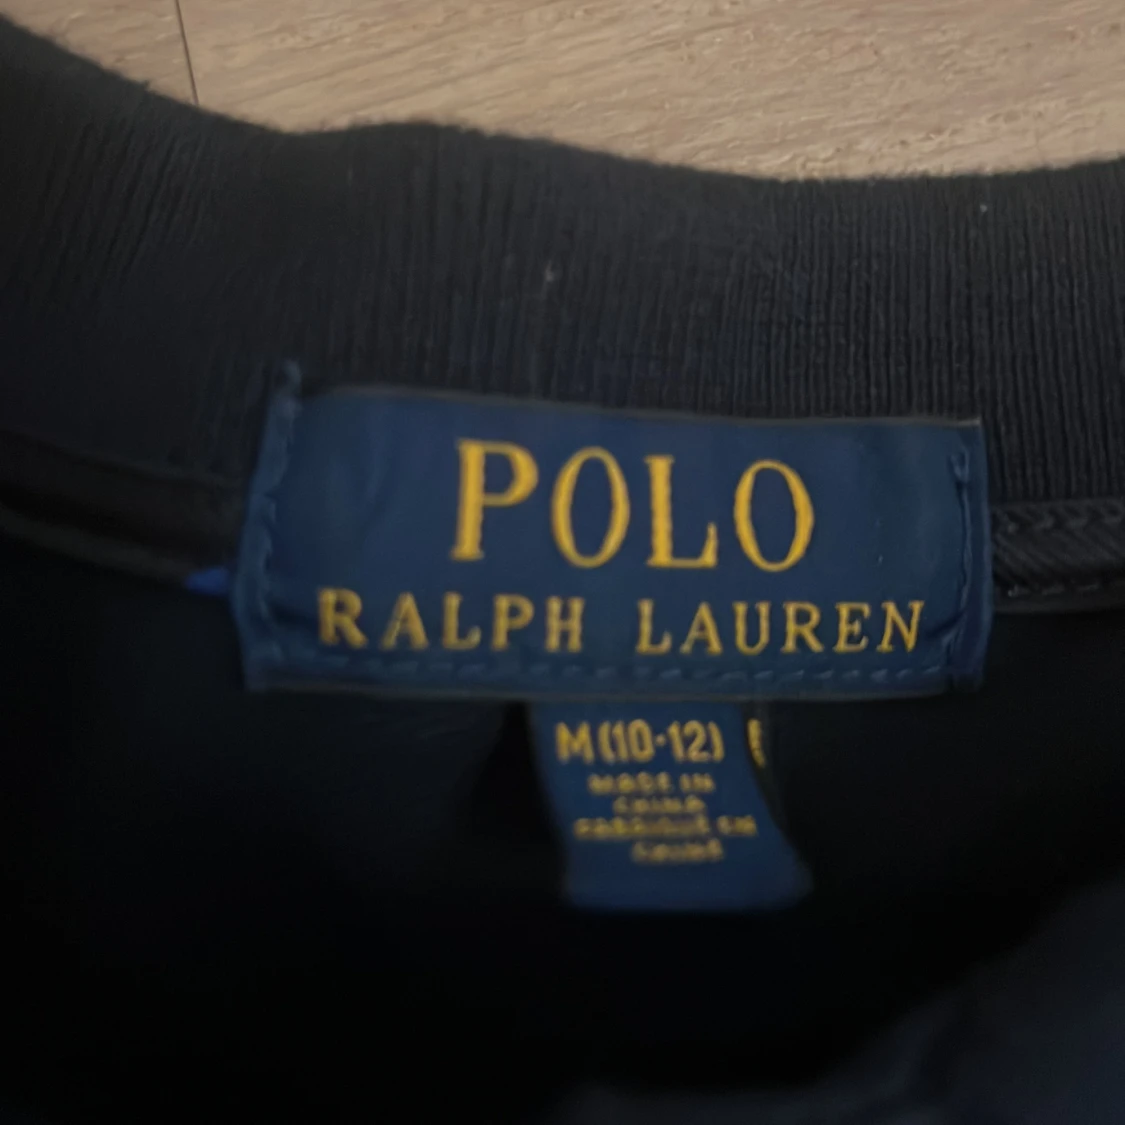 POLO
RALPH LAUREN
M (10-12)
MADE IN
CHINA
FABRIQUÉ EN
CHINE